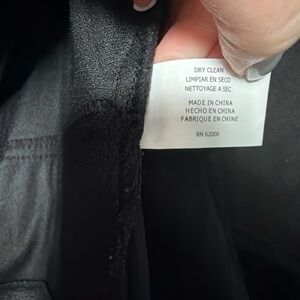 DRY CLEAN
LIMPIAR EN SECO
NETTOYAGE A SEC
MADE IN CHINA
HECHO EN CHINA
FABRIQUE EN CHINE
RN 62008